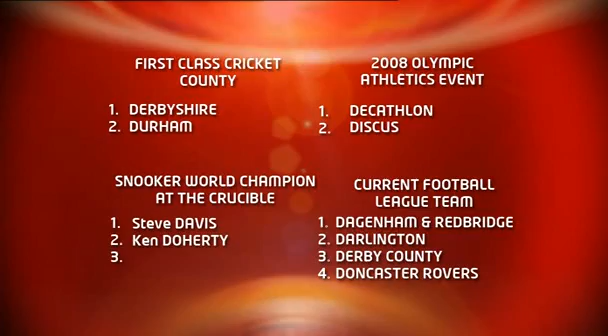 FIRST CLASS CRICKET
COUNTY
1. DERBYSHIRE
2. DURHAM
2008 OLYMPIC
ATHLETICS EVENT
1. DECATHLON
2. DISCUS
SNOOKER WORLD CHAMPION
AT THE CRUCIBLE
1. Steve DAVIS
2. Ken DOHERTY
3.
CURRENT FOOTBALL
LEAGUE TEAM
1. DAGENHAM & REDBRIDGE
2. DARLINGTON
3. DERBY COUNTY
4. DONCASTER ROVERS